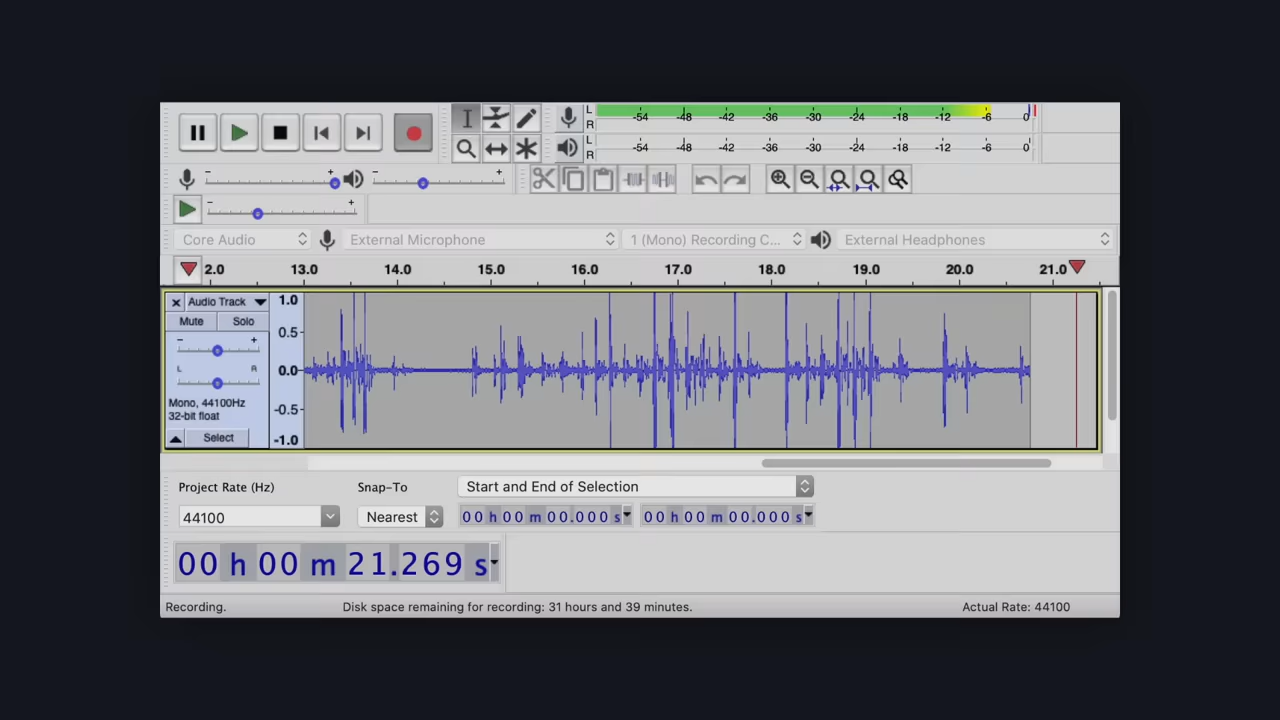 L
R
-54 -48 -42 -36 -30 -24 -18 -12 -6 0
L
R
-54 -48 -42 -36 -30 -24 -18 -12 -6 0
- + - +
- +
Core Audio External Microphone 1 (Mono) Recording C... External Headphones
2.0 13.0 14.0 15.0 16.0 17.0 18.0 19.0 20.0 21.0
Audio Track
Mute Solo
- +
L R
Mono, 44100Hz
32-bit float
Select
1.0
0.5
0.0
-0.5
-1.0
Project Rate (Hz) Snap-To Start and End of Selection
44100 Nearest 00 h 00 m 00.000 s 00 h 00 m 00.000 s
00 h 00 m 21.269 s
Recording. Disk space remaining for recording: 31 hours and 39 minutes. Actual Rate: 44100